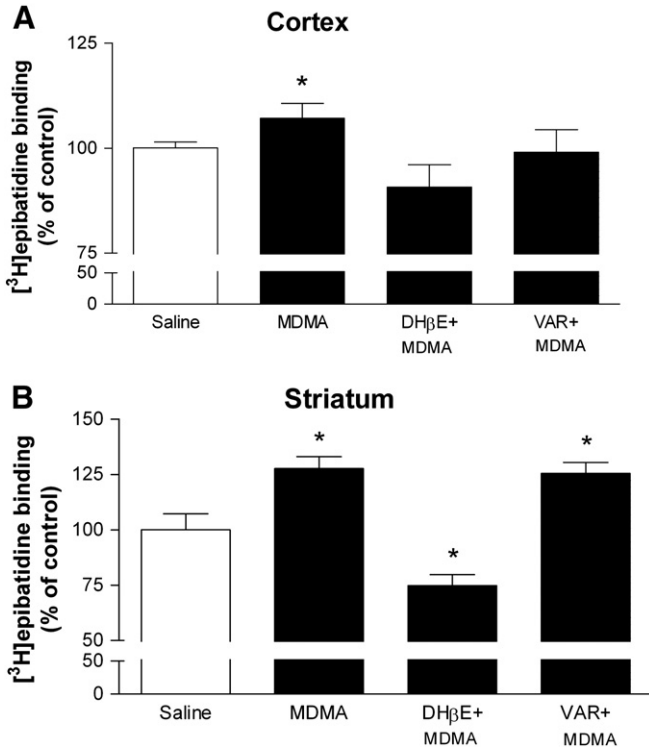 A
Cortex
[³H]epibatidine binding
(% of control)
125
100
75
50
0
*
Saline
MDMA
DHβE+
MDMA
VAR+
MDMA
B
Striatum
[³H]epibatidine binding
(% of control)
150
125
100
75
50
50
0
*
*
*
Saline
MDMA
DHβE+
MDMA
VAR+
MDMA